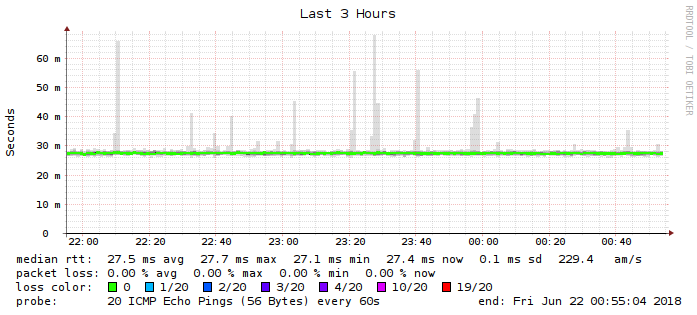 Last 3 Hours
RRDTOOL / TOBI OETIKER
Seconds
60 m
50 m
40 m
30 m
20 m
10 m
0
22:00 22:20 22:40 23:00 23:20 23:40 00:00 00:20 00:40
median rtt: 27.5 ms avg 27.7 ms max 27.1 ms min 27.4 ms now 0.1 ms sd 229.4 am/s
packet loss: 0.00 % avg 0.00 % max 0.00 % min 0.00 % now
loss color: 0 1/20 2/20 3/20 4/20 10/20 19/20
probe: 20 ICMP Echo Pings (56 Bytes) every 60s end: Fri Jun 22 00:55:04 2018